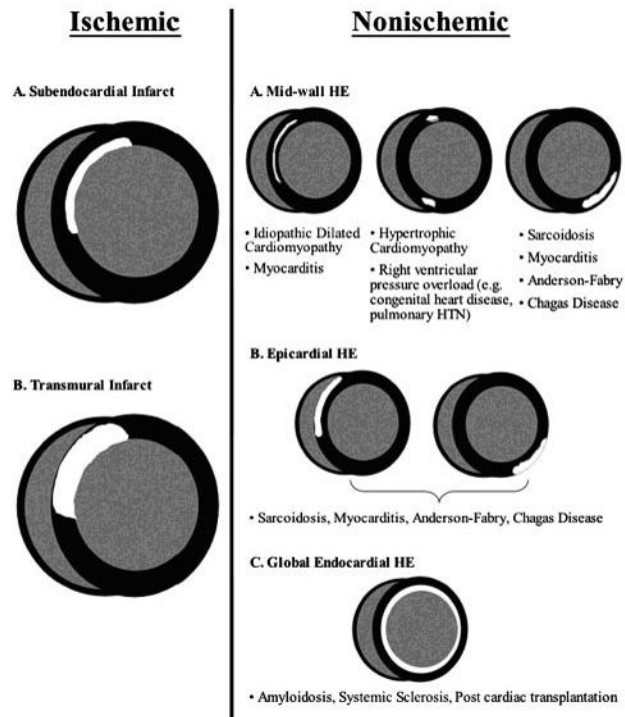 Ischemic
A. Subendocardial Infarct
B. Transmural Infarct
Nonischemic
A. Mid-wall HE
• Idiopathic Dilated
Cardiomyopathy
• Myocarditis
• Hypertrophic
Cardiomyopathy
• Right ventricular
pressure overload (e.g.
congenital heart disease,
pulmonary HTN)
• Sarcoidosis
• Myocarditis
• Anderson-Fabry
• Chagas Disease
B. Epicardial HE
• Sarcoidosis, Myocarditis, Anderson-Fabry, Chagas Disease
C. Global Endocardial HE
• Amyloidosis, Systemic Sclerosis, Post cardiac transplantation